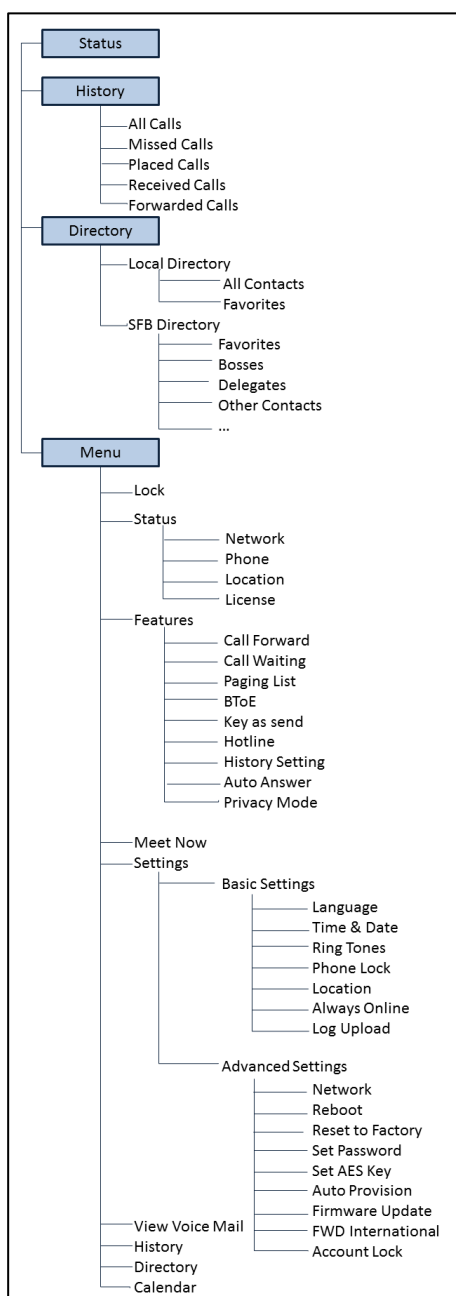 Status
History
All Calls
Missed Calls
Placed Calls
Received Calls
Forwarded Calls
Directory
Local Directory
All Contacts
Favorites
SFB Directory
Favorites
Bosses
Delegates
Other Contacts
...
Menu
Lock
Status
Network
Phone
Location
License
Features
Call Forward
Call Waiting
Paging List
BToE
Key as send
Hotline
History Setting
Auto Answer
Privacy Mode
Meet Now
Settings
Basic Settings
Language
Time & Date
Ring Tones
Phone Lock
Location
Always Online
Log Upload
Advanced Settings
Network
Reboot
Reset to Factory
Set Password
Set AES Key
Auto Provision
Firmware Update
FWD International
Account Lock
View Voice Mail
History
Directory
Calendar